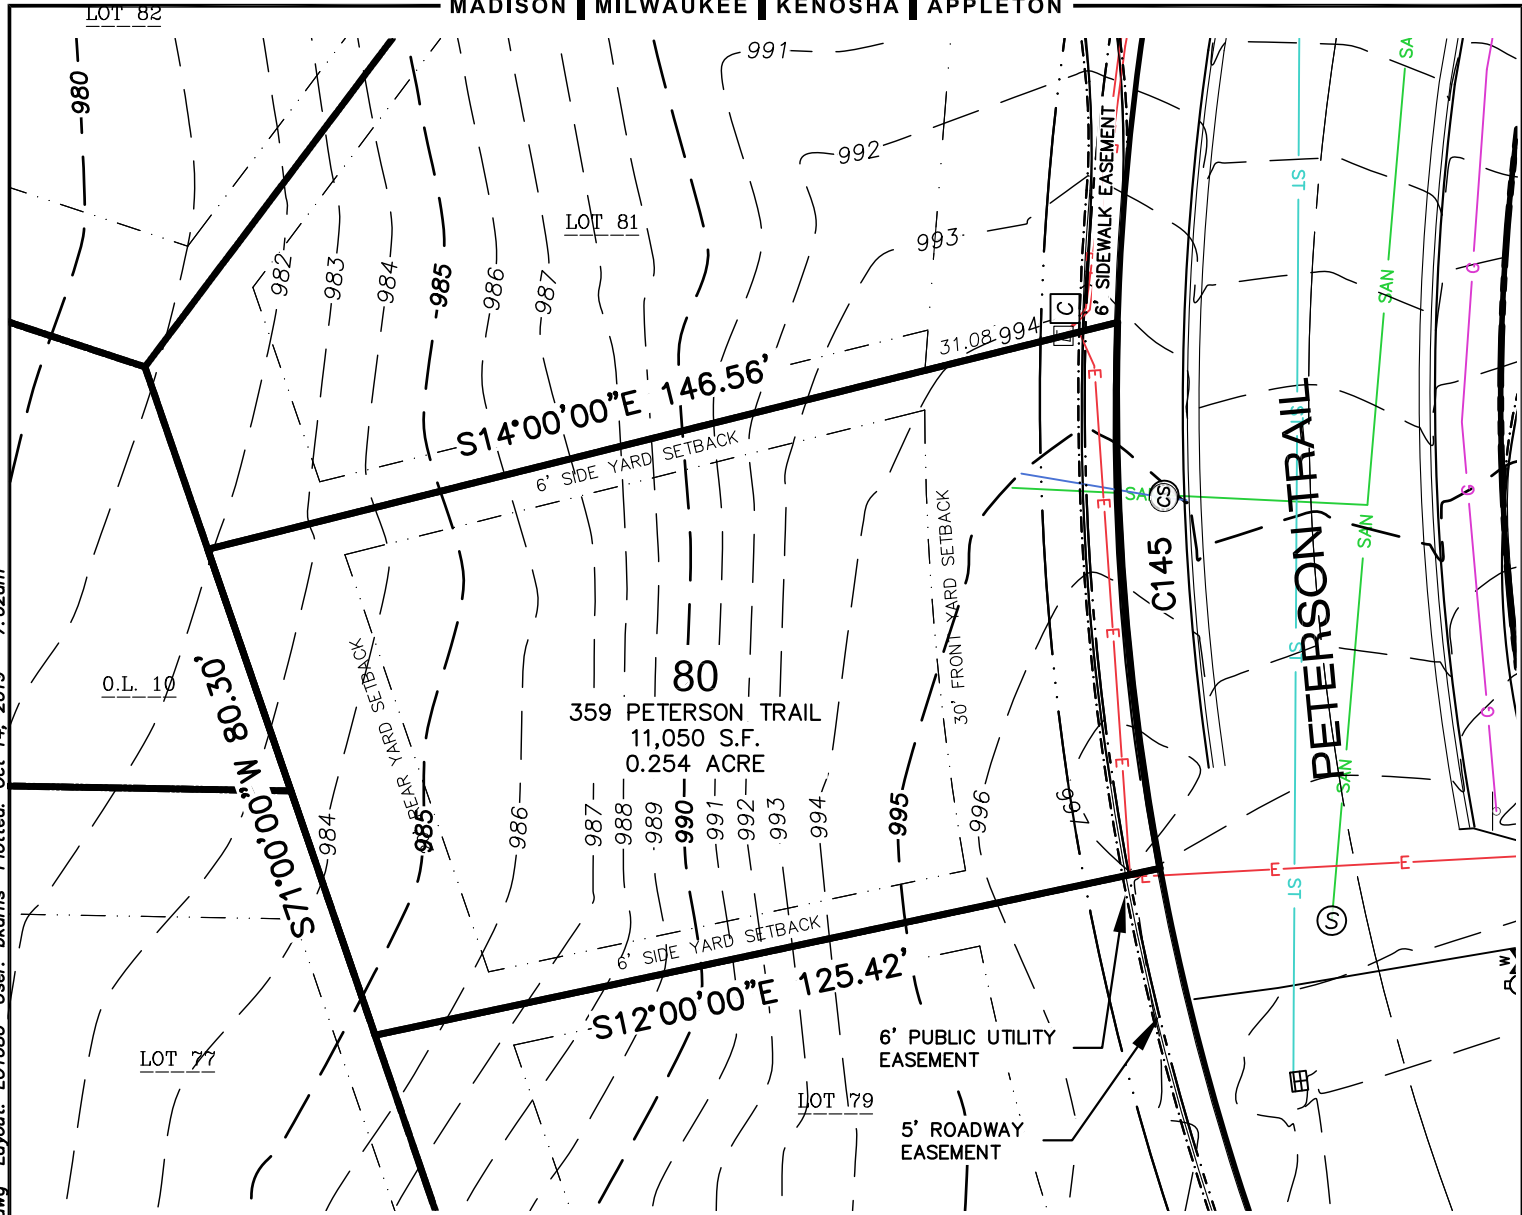 MADISON | MILWAUKEE | KENOSHA | APPLETON
LOT 82
980
991
992
993
31.08 994
LOT 81
982
983
984
985
986
987
C
E
6' SIDEWALK EASEMENT
S14°00'00"E 146.56'
6' SIDE YARD SETBACK
30' FRONT YARD SETBACK
REAR YARD SETBACK
O.L. 10
S71°00'00"W 80.30'
80
359 PETERSON TRAIL
11,050 S.F.
0.254 ACRE
984
985
986
987
988
989
990
991
992
993
994
995
996
997
6' SIDE YARD SETBACK
S12°00'00"E 125.42'
LOT 77
LOT 79
6' PUBLIC UTILITY
EASEMENT
5' ROADWAY
EASEMENT
C145
CS
SA
PETERSON TRAIL
ST
ST
ST
ST
SA
SAN
SAN
SAN
G
G
G
E
E
E
E
E
E
E
S
W